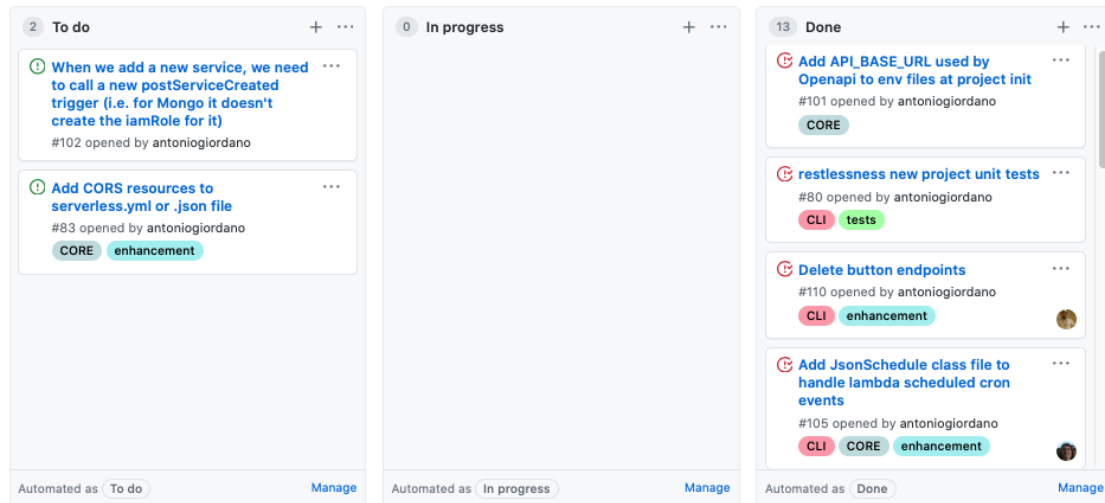 2 To do
When we add a new service, we need
to call a new postServiceCreated
trigger (i.e. for Mongo it doesn't
create the iamRole for it)
#102 opened by antoniogiordano
Add CORS resources to
serverless.yml or .json file
#83 opened by antoniogiordano
CORE enhancement
Automated as To do Manage
0 In progress
Automated as In progress Manage
13 Done
Add API_BASE_URL used by
Openapi to env files at project init
#101 opened by antoniogiordano
CORE
restlessness new project unit tests
#80 opened by antoniogiordano
CLI tests
Delete button endpoints
#110 opened by antoniogiordano
CLI enhancement
Add JsonSchedule class file to
handle lambda scheduled cron
events
#105 opened by antoniogiordano
CLI CORE enhancement
Automated as Done Manage